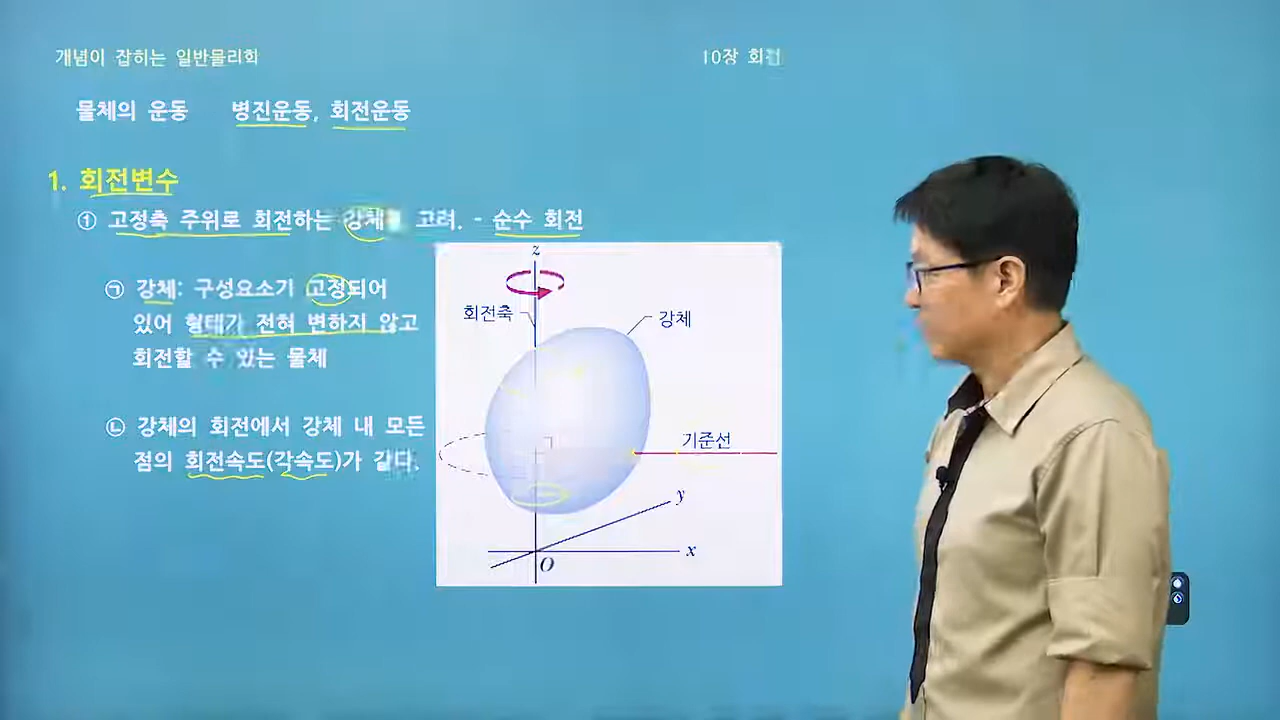 개념이 잡히는 일반물리학
10장 회전
물체의 운동 병진운동, 회전운동
1. 회전변수
① 고정축 주위로 회전하는 강체를 고려. - 순수 회전
㉠ 강체: 구성요소가 고정되어
있어 형태가 전혀 변하지 않고
회전할 수 있는 물체
㉡ 강체의 회전에서 강체 내 모든
점의 회전속도(각속도)가 같다.
z
회전축
강체
기준선
y
x
O